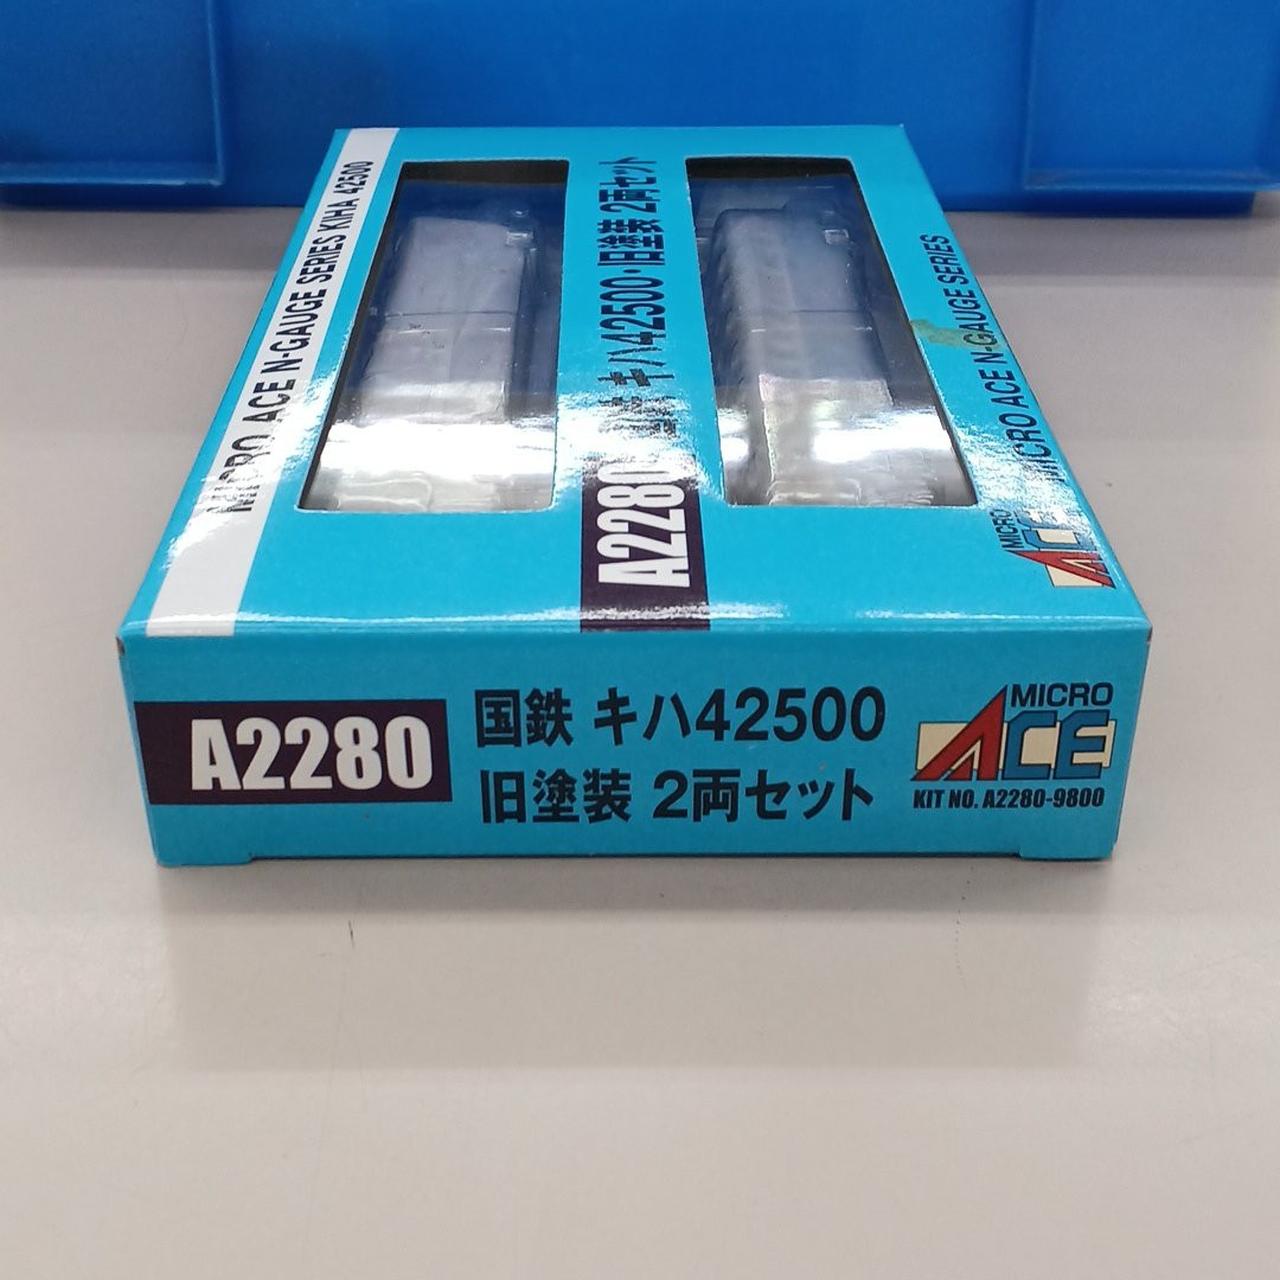 MICRO ACE N-GAUGE SERIES KIHA 42500
A2280 国鉄 キハ42500・旧塗装 2両セット
MICRO ACE N-GAUGE SERIES
MICRO
ACE
A2280
国鉄 キハ42500
旧塗装 2両セット
MICRO
ACE
KIT NO. A2280-9800